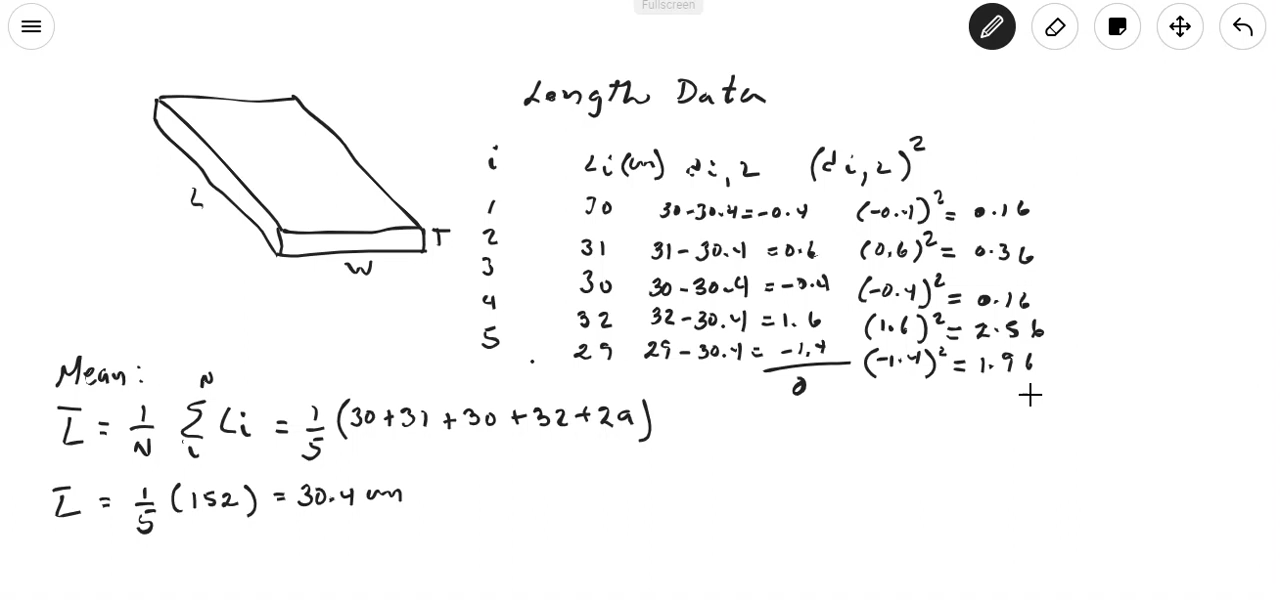 Fullscreen
Length Data
i Li(cm) di,L (di,L)²
1 30 30-30.4=-0.4 (-0.4)²=0.16
2 31 31-30.4=0.6 (0.6)²=0.36
3 30 30-30.4=-0.4 (-0.4)²=0.16
4 32 32-30.4=1.6 (1.6)²=2.56
5 29 29-30.4=-1.4 (-1.4)²=1.96
0
L
W
T
Mean:
L̅ = 1/N Σᵢᴺ Li = 1/5 (30+31+30+32+29)
L̅ = 1/5 (152) = 30.4 cm